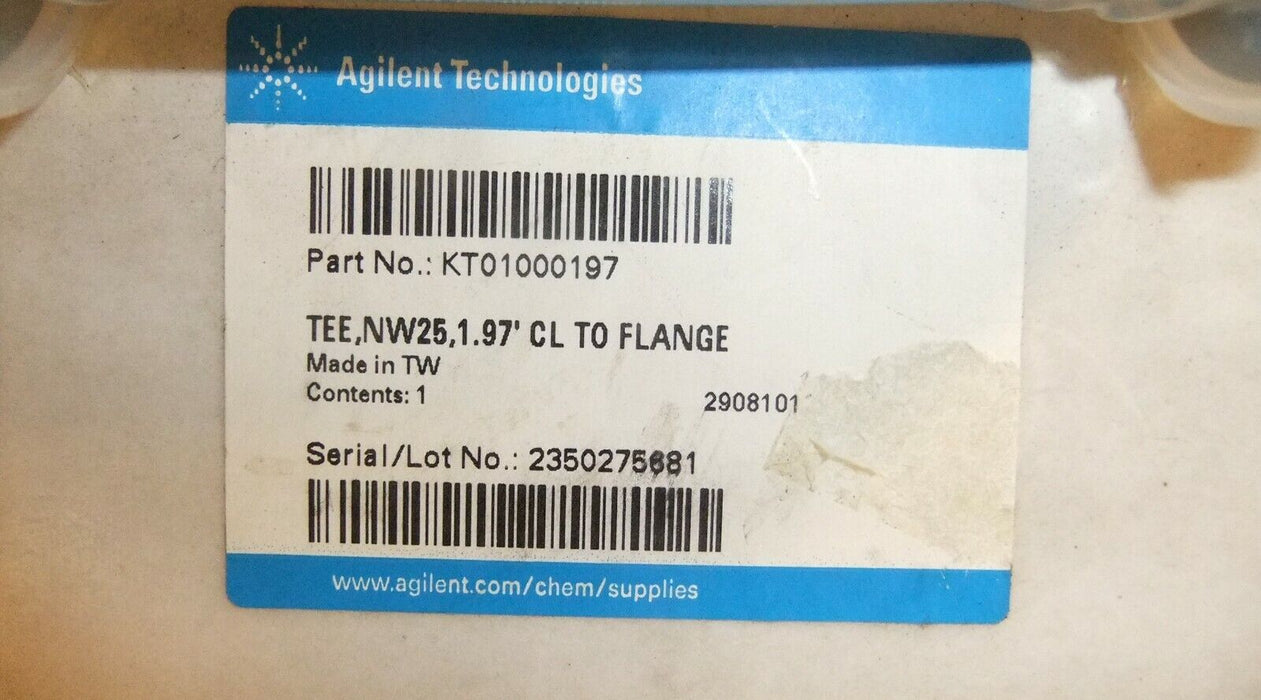 Agilent Technologies
Part No.: KT01000197
TEE,NW25,1.97' CL TO FLANGE
Made in TW
Contents: 1
2908101
Serial/Lot No.: 2350275681
www.agilent.com/chem/supplies